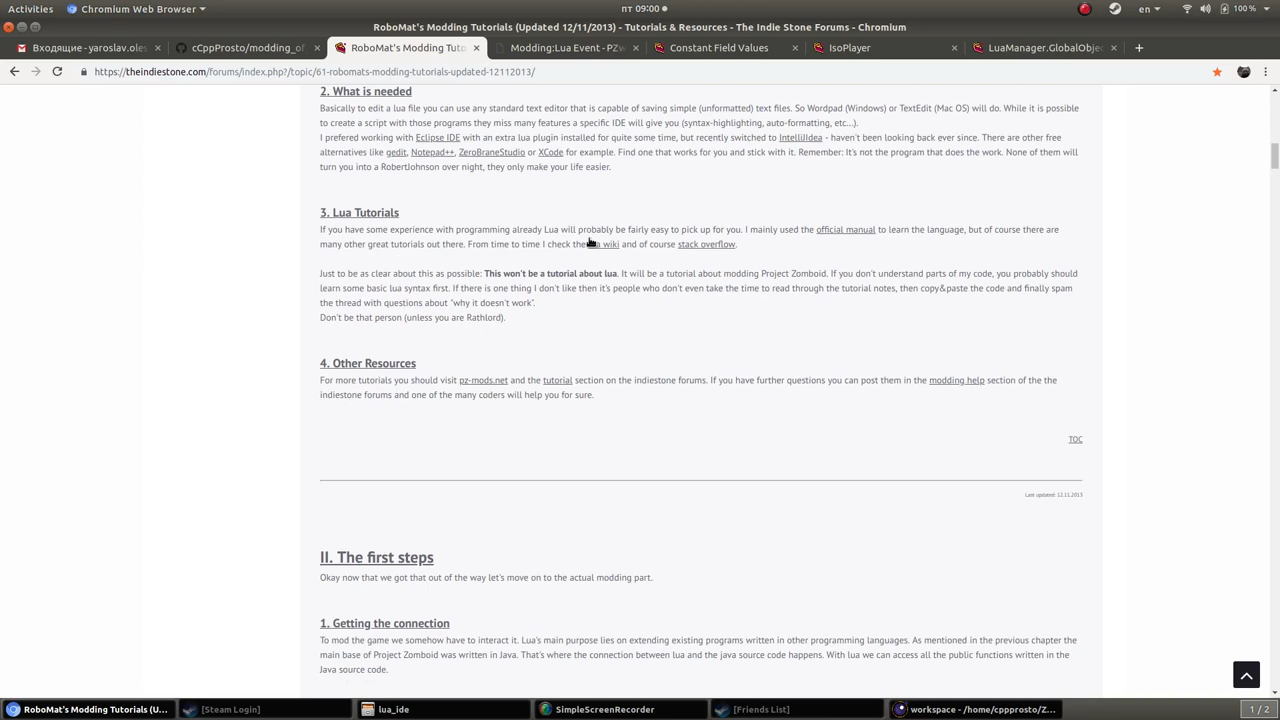 Activities
Chromium Web Browser
пт 09:00
en
100 %
RoboMat's Modding Tutorials (Updated 12/11/2013) - Tutorials & Resources - The Indie Stone Forums - Chromium
Входящие - yaroslav.oles
cCppProsto/modding_of
RoboMat's Modding Tuto
Modding:Lua Event - PZw
Constant Field Values
IsoPlayer
LuaManager.GlobalObjec
https://theindiestone.com/forums/index.php?/topic/61-robomats-modding-tutorials-updated-12112013/
2. What is needed
Basically to edit a lua file you can use any standard text editor that is capable of saving simple (unformatted) text files. So Wordpad (Windows) or TextEdit (Mac OS) will do. While it is possible
to create a script with those programs they miss many features a specific IDE will give you (syntax-highlighting, auto-formatting, etc...).
I prefered working with Eclipse IDE with an extra lua plugin installed for quite some time, but recently switched to IntelliJIdea - haven't been looking back ever since. There are other free
alternatives like gedit, Notepad++, ZeroBraneStudio or XCode for example. Find one that works for you and stick with it. Remember: It's not the program that does the work. None of them will
turn you into a RobertJohnson over night, they only make your life easier.
3. Lua Tutorials
If you have some experience with programming already Lua will probably be fairly easy to pick up for you. I mainly used the official manual to learn the language, but of course there are
many other great tutorials out there. From time to time I check the wiki and of course stack overflow.
Just to be as clear about this as possible: This won't be a tutorial about lua. It will be a tutorial about modding Project Zomboid. If you don't understand parts of my code, you probably should
learn some basic lua syntax first. If there is one thing I don't like then it's people who don't even take the time to read through the tutorial notes, then copy&paste the code and finally spam
the thread with questions about "why it doesn't work".
Don't be that person (unless you are Rathlord).
4. Other Resources
For more tutorials you should visit pz-mods.net and the tutorial section on the indiestone forums. If you have further questions you can post them in the modding help section of the the
indiestone forums and one of the many coders will help you for sure.
TOC
Last updated: 12.11.2013
II. The first steps
Okay now that we got that out of the way let's move on to the actual modding part.
1. Getting the connection
To mod the game we somehow have to interact it. Lua's main purpose lies on extending existing programs written in other programming languages. As mentioned in the previous chapter the
main base of Project Zomboid was written in Java. That's where the connection between lua and the java source code happens. With lua we can access all the public functions written in the
Java source code.
RoboMat's Modding Tutorials (U...
[Steam Login]
lua_ide
SimpleScreenRecorder
[Friends List]
workspace - /home/cppprosto/Z...
1 / 2